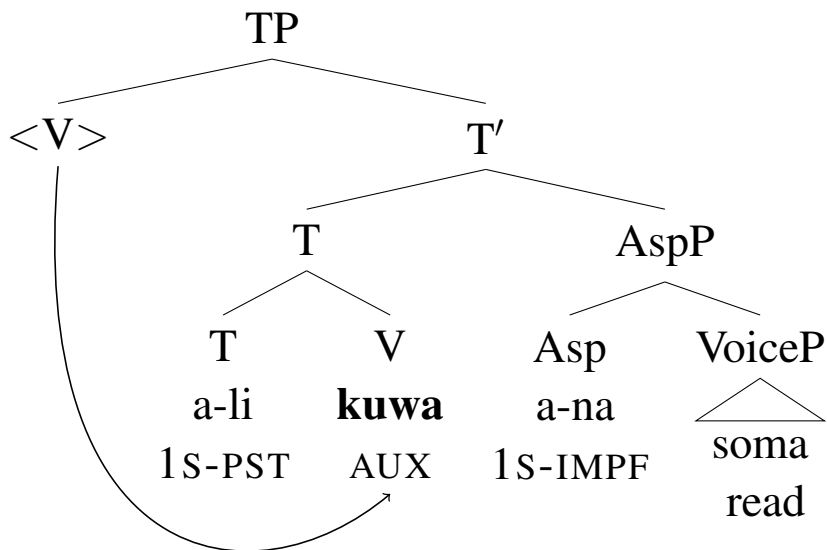 TP
<V> T′
T AspP
T V Asp VoiceP
a-li kuwa a-na
soma
1S-PST AUX 1S-IMPF
read